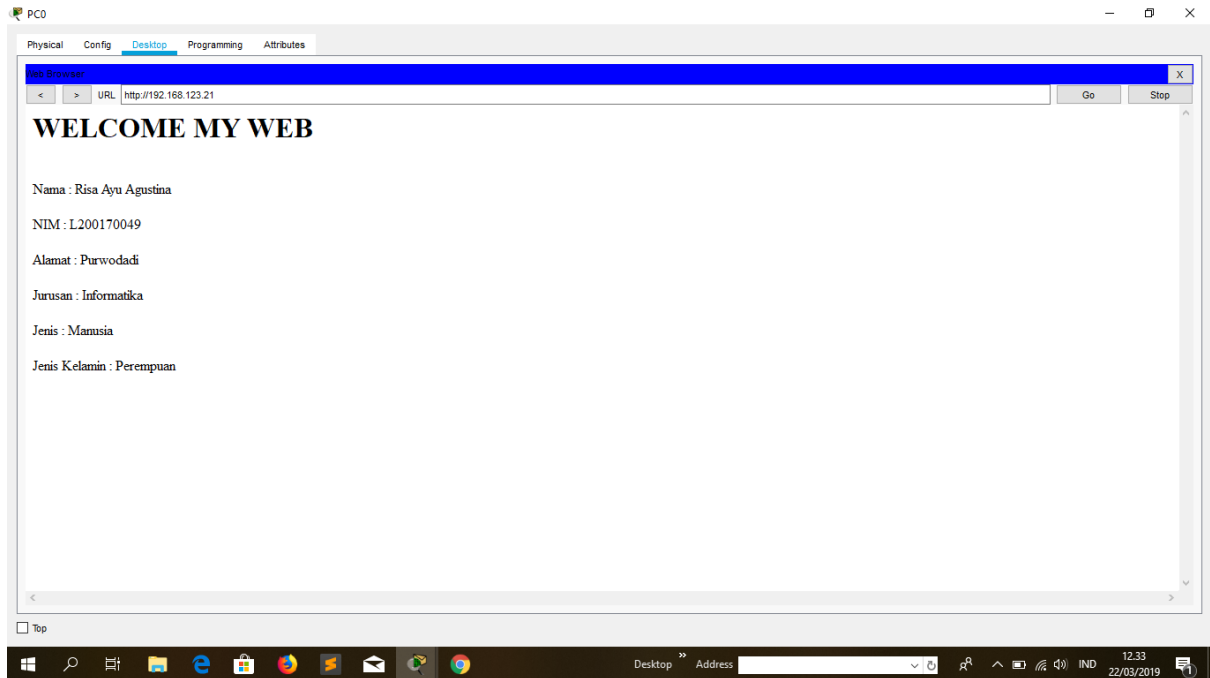 PC0
Physical Config Desktop Programming Attributes
Web Browser
X
< > URL http://192.168.123.21 Go Stop
WELCOME MY WEB
Nama : Risa Ayu Agustina
NIM : L200170049
Alamat : Purwodadi
Jurusan : Informatika
Jenis : Manusia
Jenis Kelamin : Perempuan
Top
Desktop » Address IND 12.33
22/03/2019
1